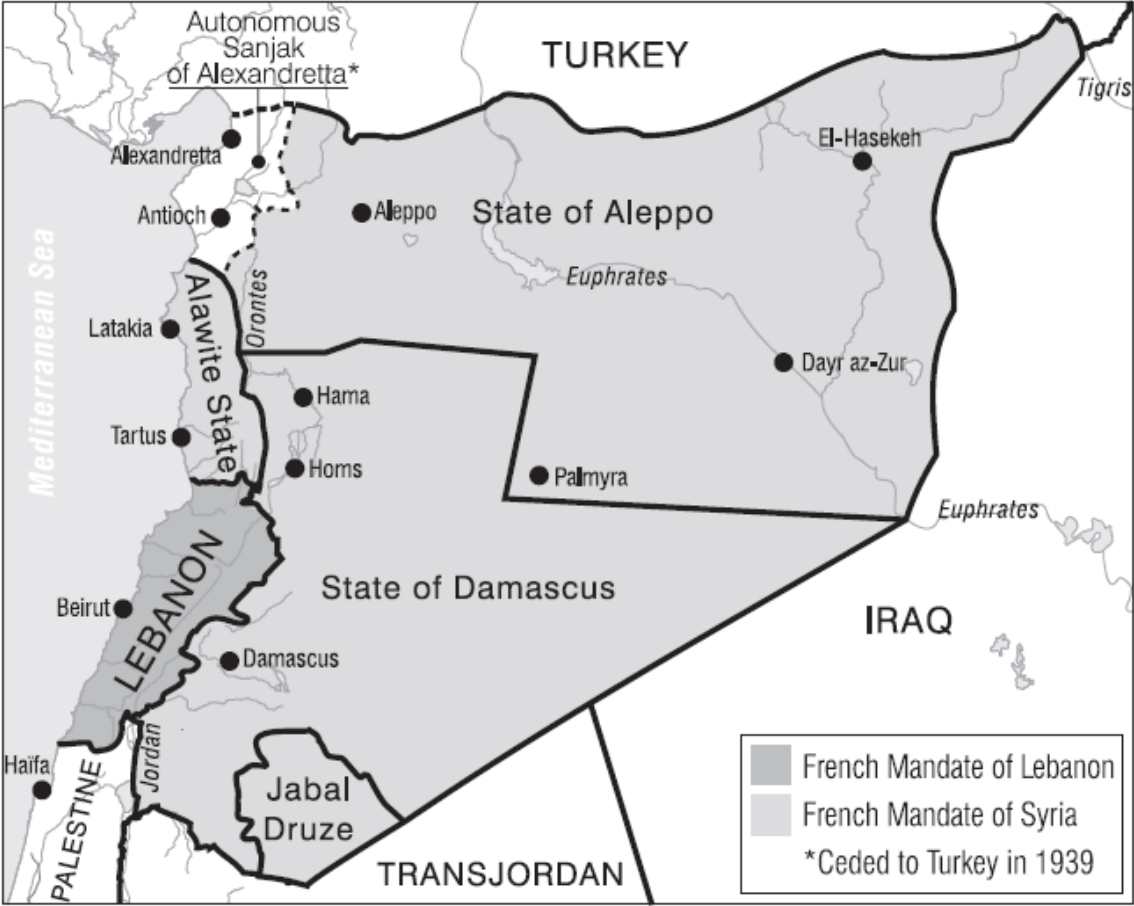 Autonomous
Sanjak
of Alexandretta*
TURKEY
Tigris
Alexandretta
El-Hasekeh
Antioch
Aleppo
State of Aleppo
Mediterranean Sea
Orontes
Euphrates
Alawite State
Latakia
Dayr az-Zur
Hama
Tartus
Homs
Palmyra
Euphrates
LEBANON
State of Damascus
Beirut
IRAQ
Damascus
Jordan
Haïfa
PALESTINE
Jabal
Druze
TRANSJORDAN
French Mandate of Lebanon
French Mandate of Syria
*Ceded to Turkey in 1939